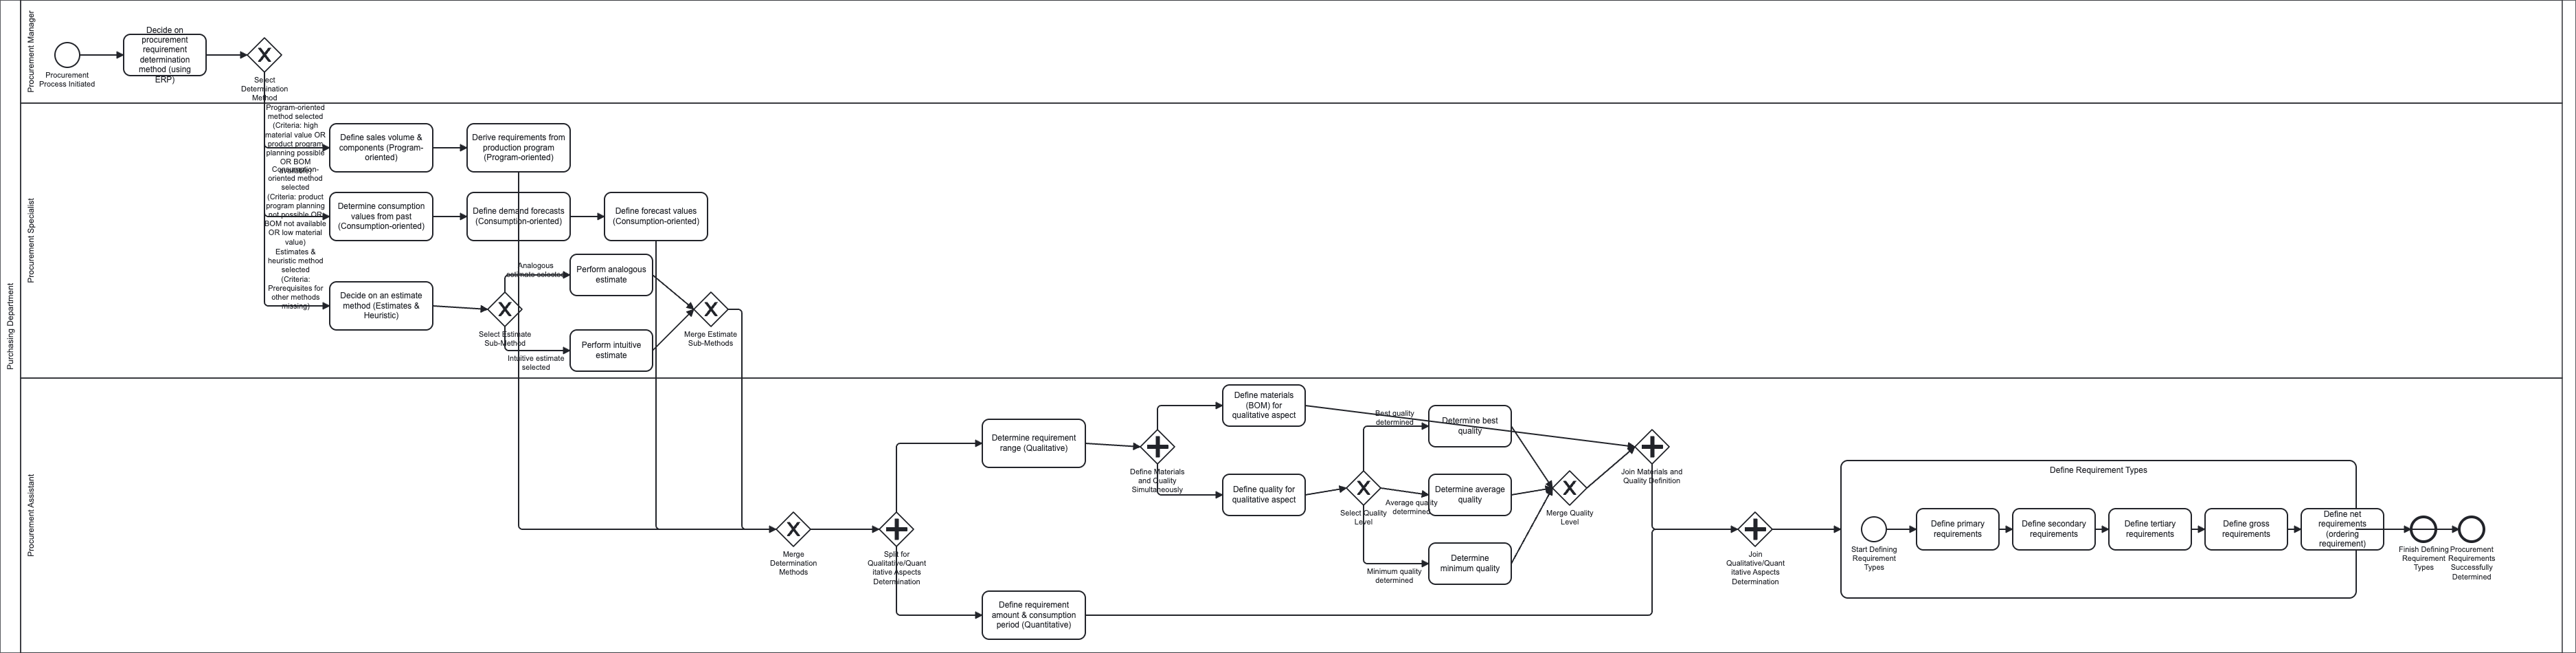 Purchasing Department
Procurement Manager
Procurement
Process Initiated
Decide on
procurement
requirement
determination
method (using
ERP)
Select
Determination
Method
Procurement Specialist
Program-oriented
method selected
(Criteria: high
material value OR
product program
planning possible
OR BOM
available)
Define sales volume &
components (Program-
oriented)
Derive requirements from
production program
(Program-oriented)
Consumption-
oriented method
selected
(Criteria: product
program planning
not possible OR
BOM not available
OR low material
value)
Determine consumption
values from past
(Consumption-oriented)
Define demand forecasts
(Consumption-oriented)
Define forecast values
(Consumption-oriented)
Estimates &
heuristic method
selected
(Criteria:
Prerequisites for
other methods
missing)
Decide on an estimate
method (Estimates &
Heuristic)
Select Estimate
Sub-Method
Analogous
estimate selected
Perform analogous
estimate
Intuitive estimate
selected
Perform intuitive
estimate
Merge Estimate
Sub-Methods
Procurement Assistant
Merge
Determination
Methods
Split for
Qualitative/Quant
itative Aspects
Determination
Determine requirement
range (Qualitative)
Define requirement
amount & consumption
period (Quantitative)
Define Materials
and Quality
Simultaneously
Define materials
(BOM) for
qualitative aspect
Define quality for
qualitative aspect
Select Quality
Level
Best quality
determined
Determine best
quality
Average quality
determined
Determine average
quality
Minimum quality
determined
Determine
minimum quality
Merge Quality
Level
Join Materials and
Quality Definition
Join
Qualitative/Quant
itative Aspects
Determination
Define Requirement Types
Start Defining
Requirement
Types
Define primary
requirements
Define secondary
requirements
Define tertiary
requirements
Define gross
requirements
Define net
requirements
(ordering
requirement)
Finish Defining
Requirement
Types
Procurement
Requirements
Successfully
Determined